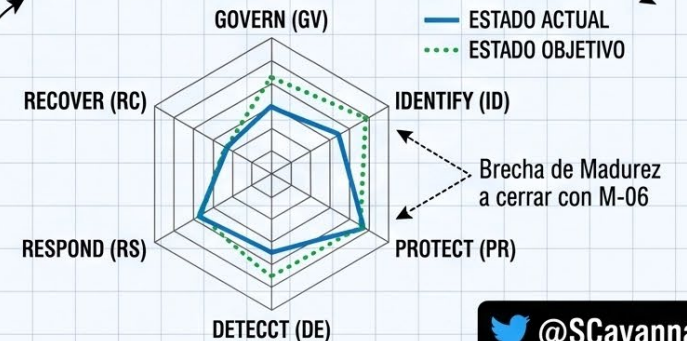 GOVERN (GV)
ESTADO ACTUAL
ESTADO OBJETIVO
RECOVER (RC)
IDENTIFY (ID)
Brecha de Madurez
a cerrar con M-06
RESPOND (RS)
PROTECT (PR)
DETECCT (DE)